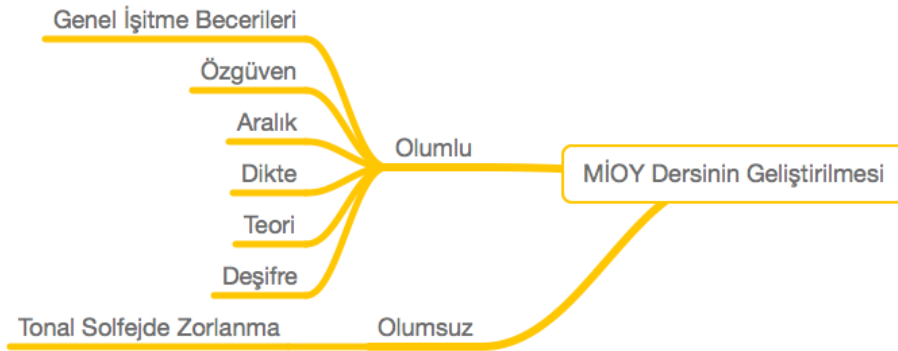 Genel İşitme Becerileri
Özgüven
Aralık
Dikte
Teori
Deşifre
Olumlu
MİOY Dersinin Geliştirilmesi
Tonal Solfejde Zorlanma
Olumsuz